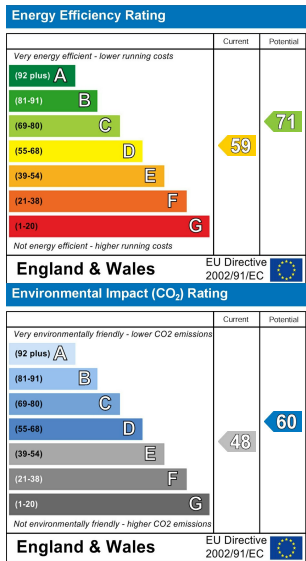 Energy Efficiency Rating
Current Potential
Very energy efficient - lower running costs
(92 plus) A
(81-91) B
(69-80) C
71
(55-68) D
59
(39-54) E
(21-38) F
(1-20) G
Not energy efficient - higher running costs
England & Wales
EU Directive
2002/91/EC
Environmental Impact (CO₂) Rating
Current Potential
Very environmentally friendly - lower CO2 emissions
(92 plus) A
(81-91) B
(69-80) C
(55-68) D
60
(39-54) E
48
(21-38) F
(1-20) G
Not environmentally friendly - higher CO2 emissions
England & Wales
EU Directive
2002/91/EC